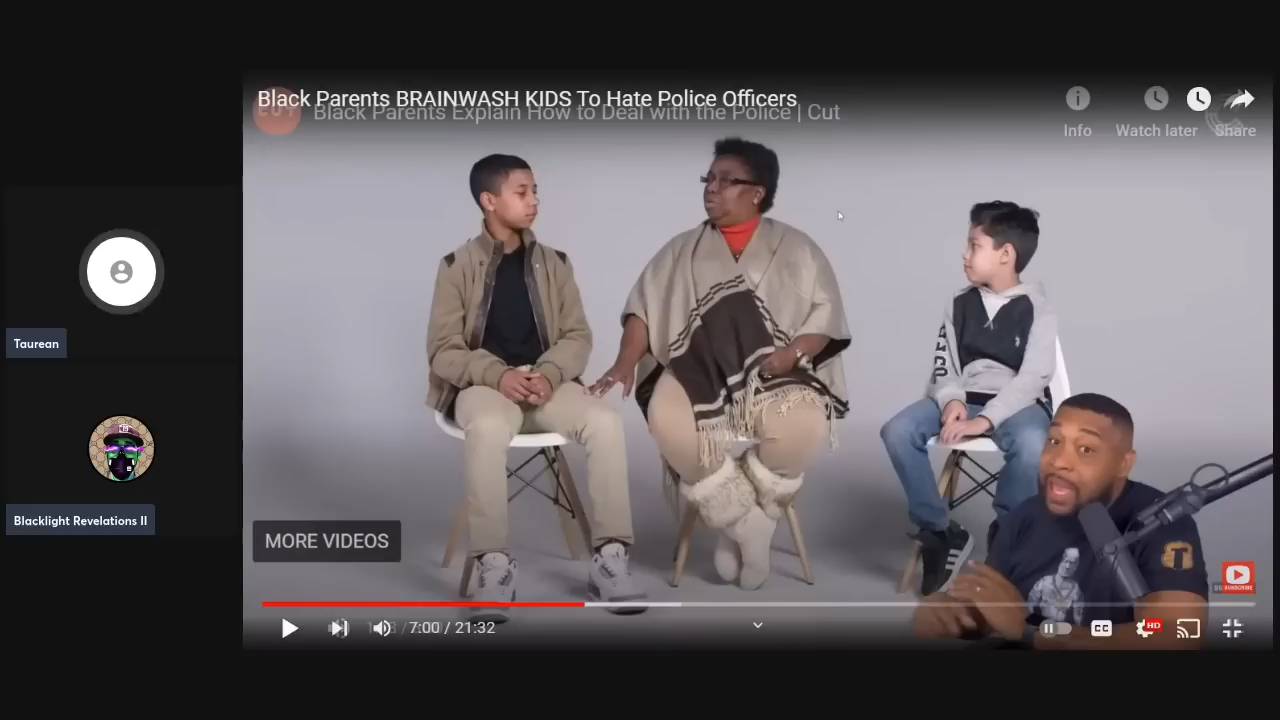 Black Parents BRAINWASH KIDS To Hate Police Officers
Black Parents Explain How to Deal with the Police | Cut
Info
Watch later
Share
Taurean
Blacklight Revelations II
MORE VIDEOS
7:00 / 21:32
CC
HD
SUBSCRIBE